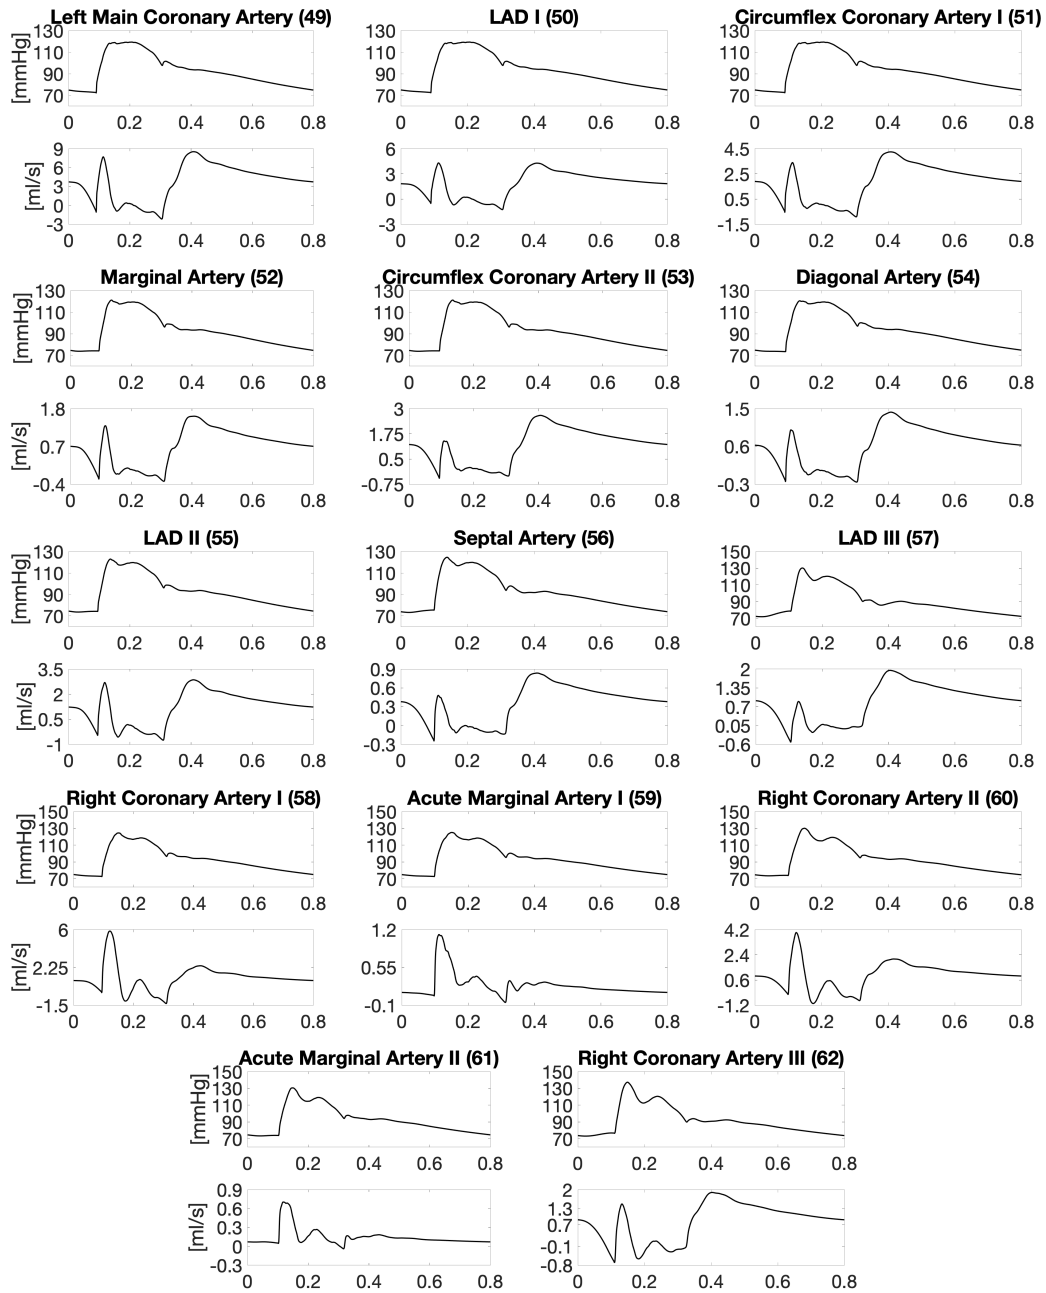 Left Main Coronary Artery (49) LAD I (50) Circumflex Coronary Artery I (51)
[mmHg] 130 110 90 70 130 110 90 70 130 110 90 70
0 0.2 0.4 0.6 0.8 0 0.2 0.4 0.6 0.8 0 0.2 0.4 0.6 0.8
[ml/s] 9 6 3 0 -3 6 3 0 -3 4.5 2.5 0.5 -1.5
0 0.2 0.4 0.6 0.8 0 0.2 0.4 0.6 0.8 0 0.2 0.4 0.6 0.8
Marginal Artery (52) Circumflex Coronary Artery II (53) Diagonal Artery (54)
[mmHg] 130 110 90 70 130 110 90 70 130 110 90 70
0 0.2 0.4 0.6 0.8 0 0.2 0.4 0.6 0.8 0 0.2 0.4 0.6 0.8
[ml/s] 1.8 0.7 -0.4 3 1.75 0.5 -0.75 1.5 0.6 -0.3
0 0.2 0.4 0.6 0.8 0 0.2 0.4 0.6 0.8 0 0.2 0.4 0.6 0.8
LAD II (55) Septal Artery (56) LAD III (57)
[mmHg] 130 110 90 70 130 110 90 70 150 130 110 90 70
0 0.2 0.4 0.6 0.8 0 0.2 0.4 0.6 0.8 0 0.2 0.4 0.6 0.8
[ml/s] 3.5 2 0.5 -1 0.9 0.6 0.3 0 -0.3 2 1.35 0.7 0.05 -0.6
0 0.2 0.4 0.6 0.8 0 0.2 0.4 0.6 0.8 0 0.2 0.4 0.6 0.8
Right Coronary Artery I (58) Acute Marginal Artery I (59) Right Coronary Artery II (60)
[mmHg] 150 130 110 90 70 150 130 110 90 70 150 130 110 90 70
0 0.2 0.4 0.6 0.8 0 0.2 0.4 0.6 0.8 0 0.2 0.4 0.6 0.8
[ml/s] 6 2.25 -1.5 1.2 0.55 -0.1 4.2 2.4 0.6 -1.2
0 0.2 0.4 0.6 0.8 0 0.2 0.4 0.6 0.8 0 0.2 0.4 0.6 0.8
Acute Marginal Artery II (61) Right Coronary Artery III (62)
[mmHg] 150 130 110 90 70 150 130 110 90 70
0 0.2 0.4 0.6 0.8 0 0.2 0.4 0.6 0.8
[ml/s] 0.9 0.6 0.3 0 -0.3 2 1.3 0.7 -0.1 -0.8
0 0.2 0.4 0.6 0.8 0 0.2 0.4 0.6 0.8